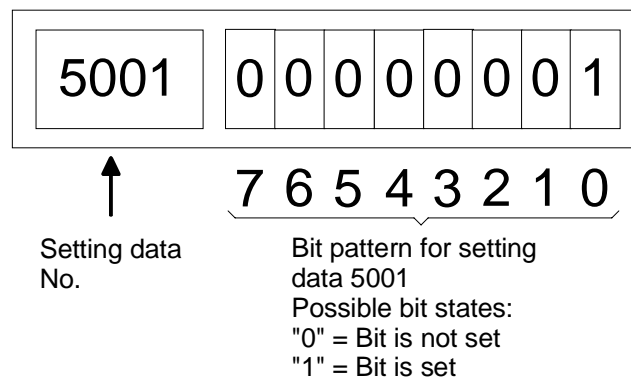 5001 0 0 0 0 0 0 0 1
7 6 5 4 3 2 1 0
Setting data
No.
Bit pattern for setting
data 5001
Possible bit states:
"0" = Bit is not set
"1" = Bit is set